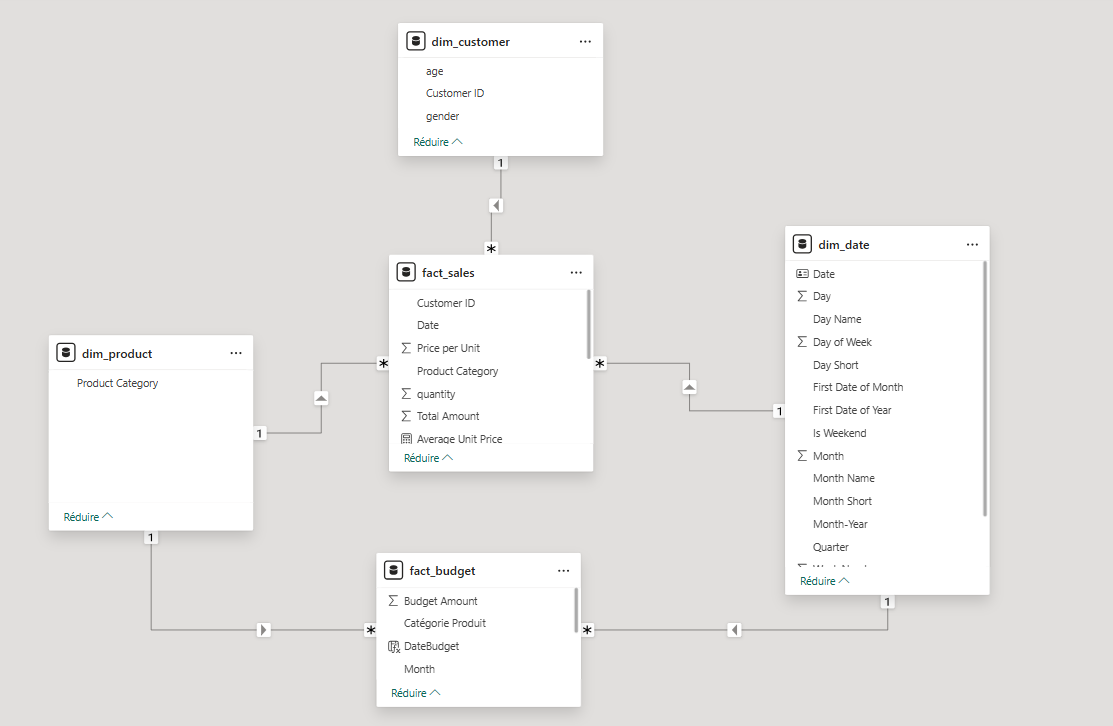 dim_customer
age
Customer ID
gender
Réduire
1
*
fact_sales
Customer ID
Date
Price per Unit
Product Category
quantity
Total Amount
Average Unit Price
Réduire
*
*
dim_product
Product Category
Réduire
1
1
dim_date
Date
Day
Day Name
Day of Week
Day Short
First Date of Month
First Date of Year
Is Weekend
Month
Month Name
Month Short
Month-Year
Quarter
Réduire
1
1
fact_budget
Budget Amount
Catégorie Produit
DateBudget
Month
Réduire
*
*